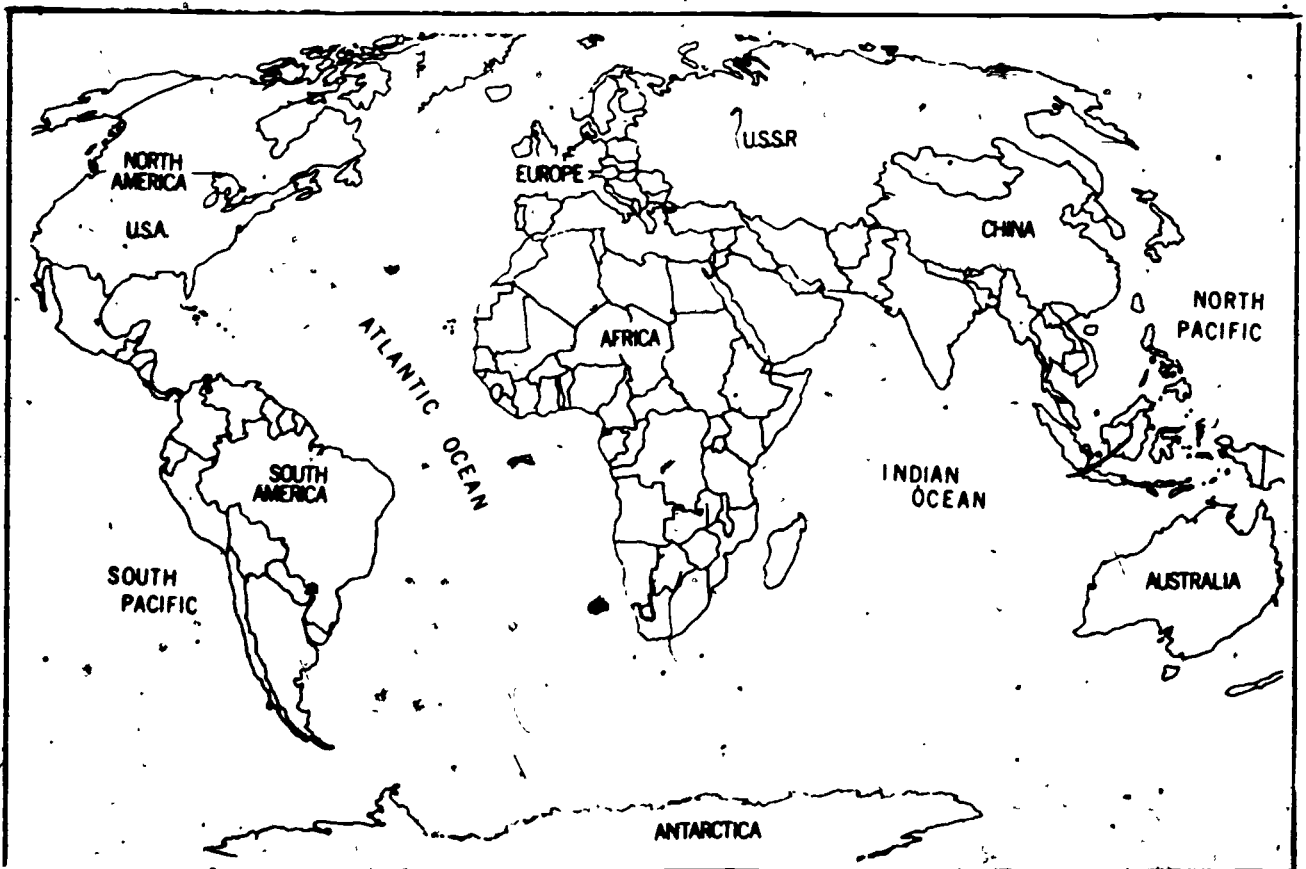 U.S.S.R
NORTH
AMERICA
EUROPE
U.S.A.
CHINA
NORTH
PACIFIC
ATLANTIC OCEAN
AFRICA
SOUTH
AMERICA
INDIAN
OCEAN
SOUTH
PACIFIC
AUSTRALIA
ANTARCTICA